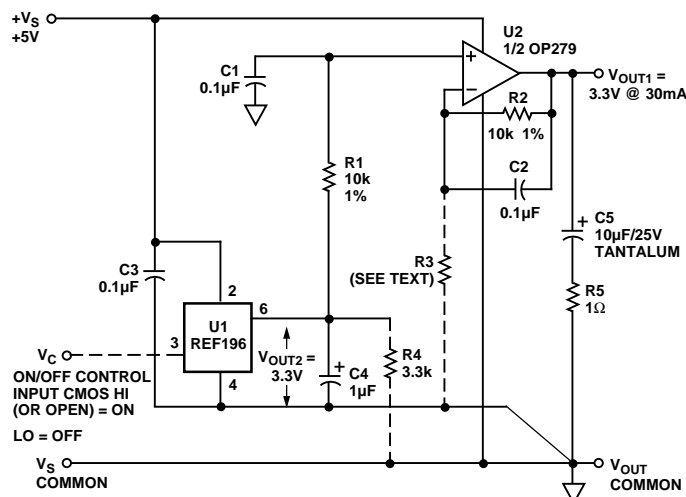 +VS
+5V
U2
1/2 OP279
C1
0.1µF
VOUT1 =
3.3V @ 30mA
R2
10k 1%
R1
10k
1%
C2
0.1µF
C5
10µF/25V
TANTALUM
C3
0.1µF
R3
(SEE TEXT)
2
R5
1Ω
6
U1
REF196
3
VC
ON/OFF CONTROL
INPUT CMOS HI
(OR OPEN) = ON
LO = OFF
VOUT2 =
3.3V
R4
3.3k
4
C4
1µF
VS
COMMON
VOUT
COMMON